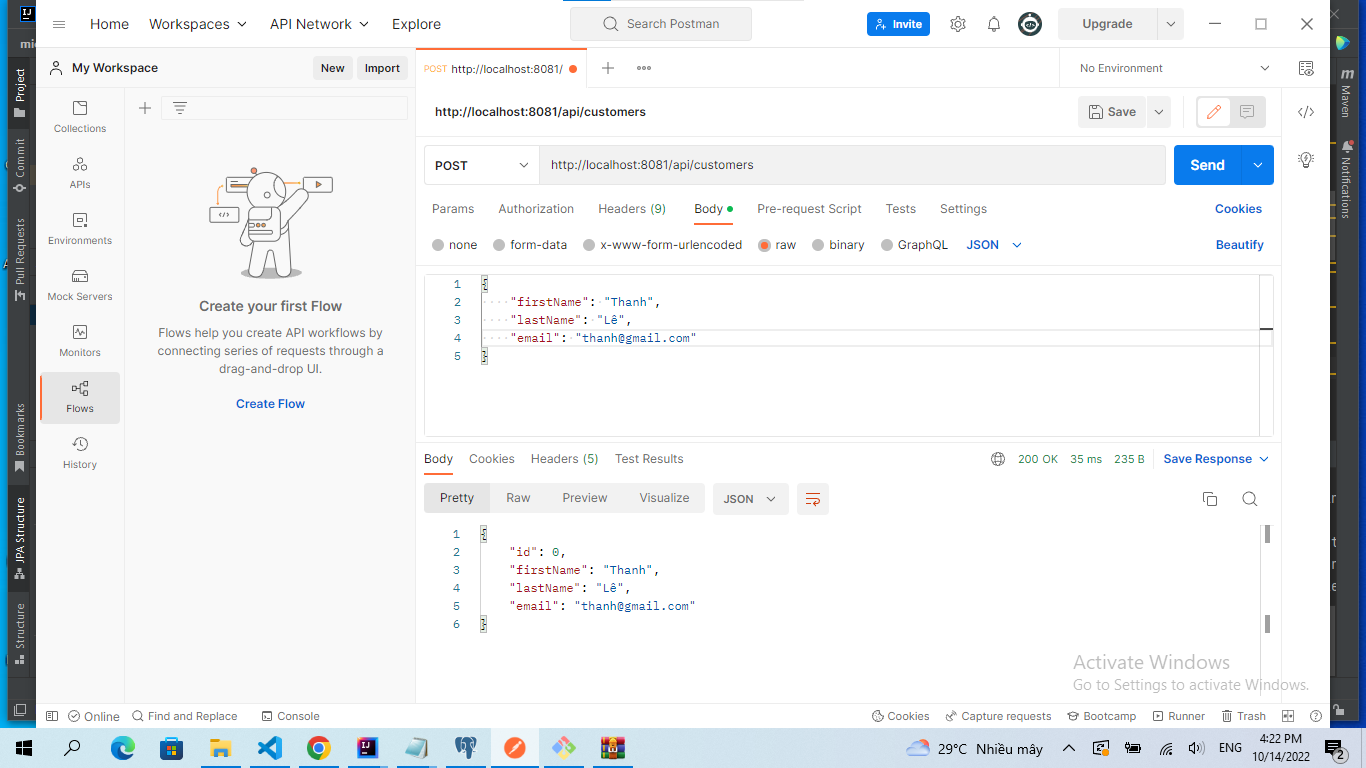 Home Workspaces API Network Explore Search Postman Invite Upgrade
My Workspace New Import POST http://localhost:8081/ No Environment
http://localhost:8081/api/customers Save
POST http://localhost:8081/api/customers Send
Params Authorization Headers (9) Body Pre-request Script Tests Settings Cookies
none form-data x-www-form-urlencoded raw binary GraphQL JSON Beautify
1 {
2 "firstName": "Thanh",
3 "lastName": "Lê",
4 "email": "thanh@gmail.com"
5 }
Collections
APIs
Environments
Mock Servers
Monitors
Flows
History
Create your first Flow
Flows help you create API workflows by
connecting series of requests through a
drag-and-drop UI.
Create Flow
Body Cookies Headers (5) Test Results 200 OK 35 ms 235 B Save Response
Pretty Raw Preview Visualize JSON
1 {
2 "id": 0,
3 "firstName": "Thanh",
4 "lastName": "Lê",
5 "email": "thanh@gmail.com"
6 }
Activate Windows
Go to Settings to activate Windows.
Online Find and Replace Console Cookies Capture requests Bootcamp Runner Trash
Project
Commit
Pull Request
Bookmarks
JPA Structure
Structure
Maven
Notifications
29°C Nhiều mây ENG 4:22 PM
10/14/2022
2